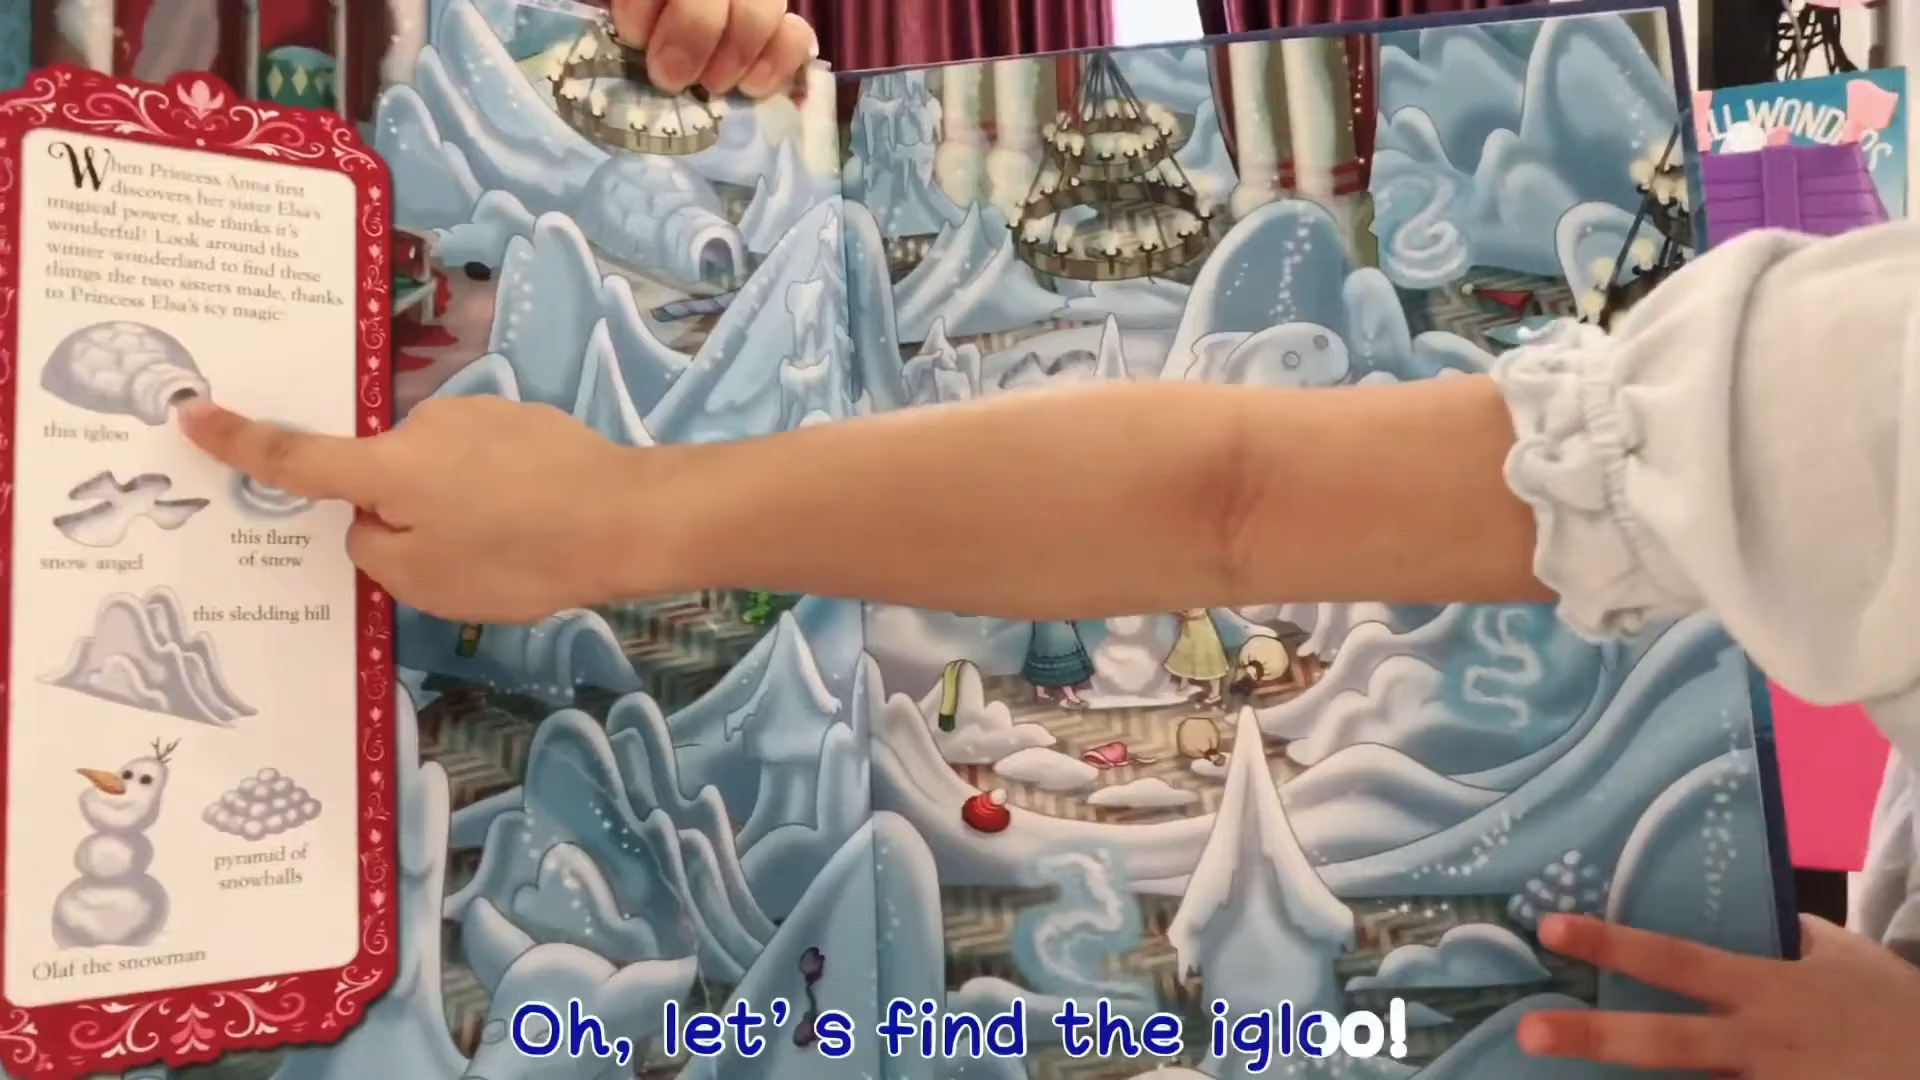 When Princess Anna first
discovers her sister Elsa's
magical power, she thinks it's
wonderful! Look around this
winter wonderland to find these
things the two sisters made, thanks
to Princess Elsa's icy magic:
this igloo
snow angel
this flurry
of snow
this sledding hill
pyramid of
snowballs
Olaf the snowman
Oh, let's find the igloo!